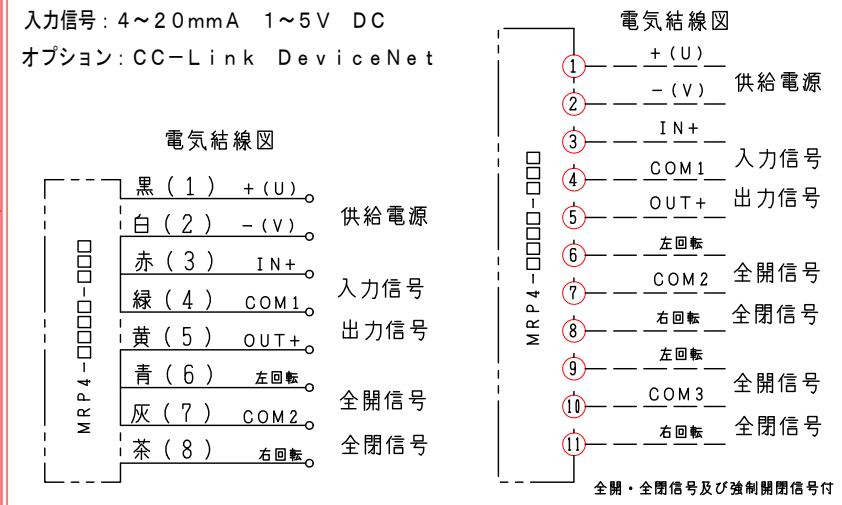 入力信号:4~20mmA 1~5V DC
オプション:CC-Link DeviceNet
電気結線図
MRP4-□□□□-□□□
黒(1) +(U)
白(2) -(V)
供給電源
赤(3) IN+
緑(4) COM1
入力信号
黄(5) OUT+
出力信号
青(6) 左回転
灰(7) COM2
全開信号
茶(8) 右回転
全閉信号
電気結線図
MRP4-□□□□-□□□
1 +(U)
供給電源
2 -(V)
3 IN+
入力信号
4 COM1
出力信号
5 OUT+
6 左回転
全開信号
7 COM2
全閉信号
8 右回転
9 左回転
全開信号
10 COM3
全閉信号
11 右回転
全開・全閉信号及び強制開閉信号付